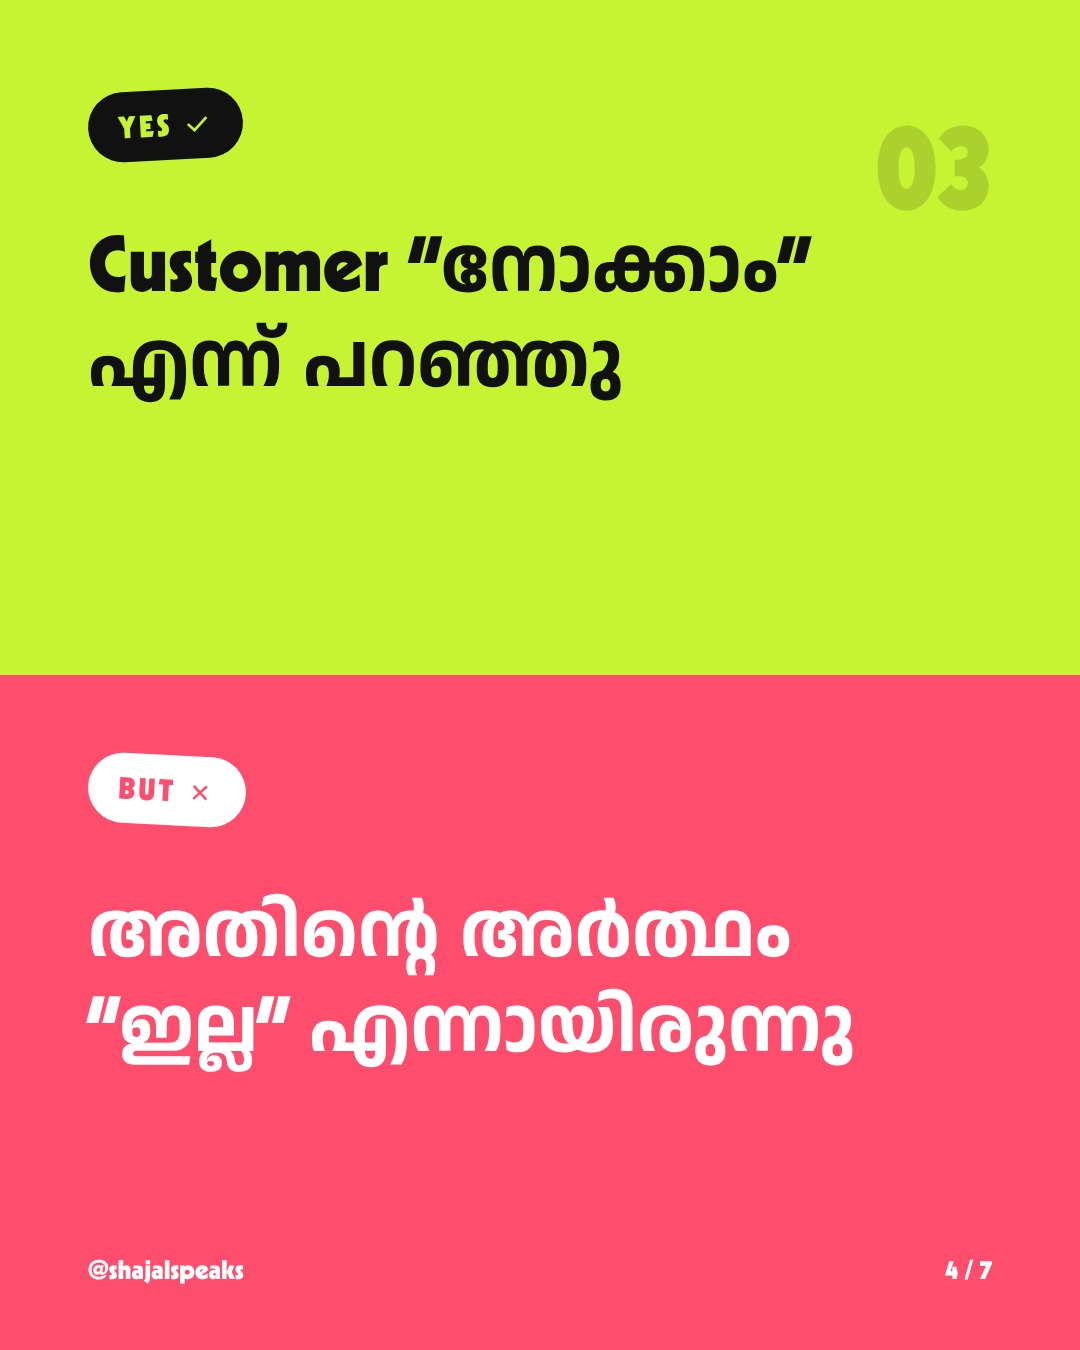 YES ✓
03
Customer "നോക്കാം"
എന്ന് പറഞ്ഞു
BUT ×
അതിന്റെ അർത്ഥം
"ഇല്ല" എന്നായിരുന്നു
@shajalspeaks
4 / 7